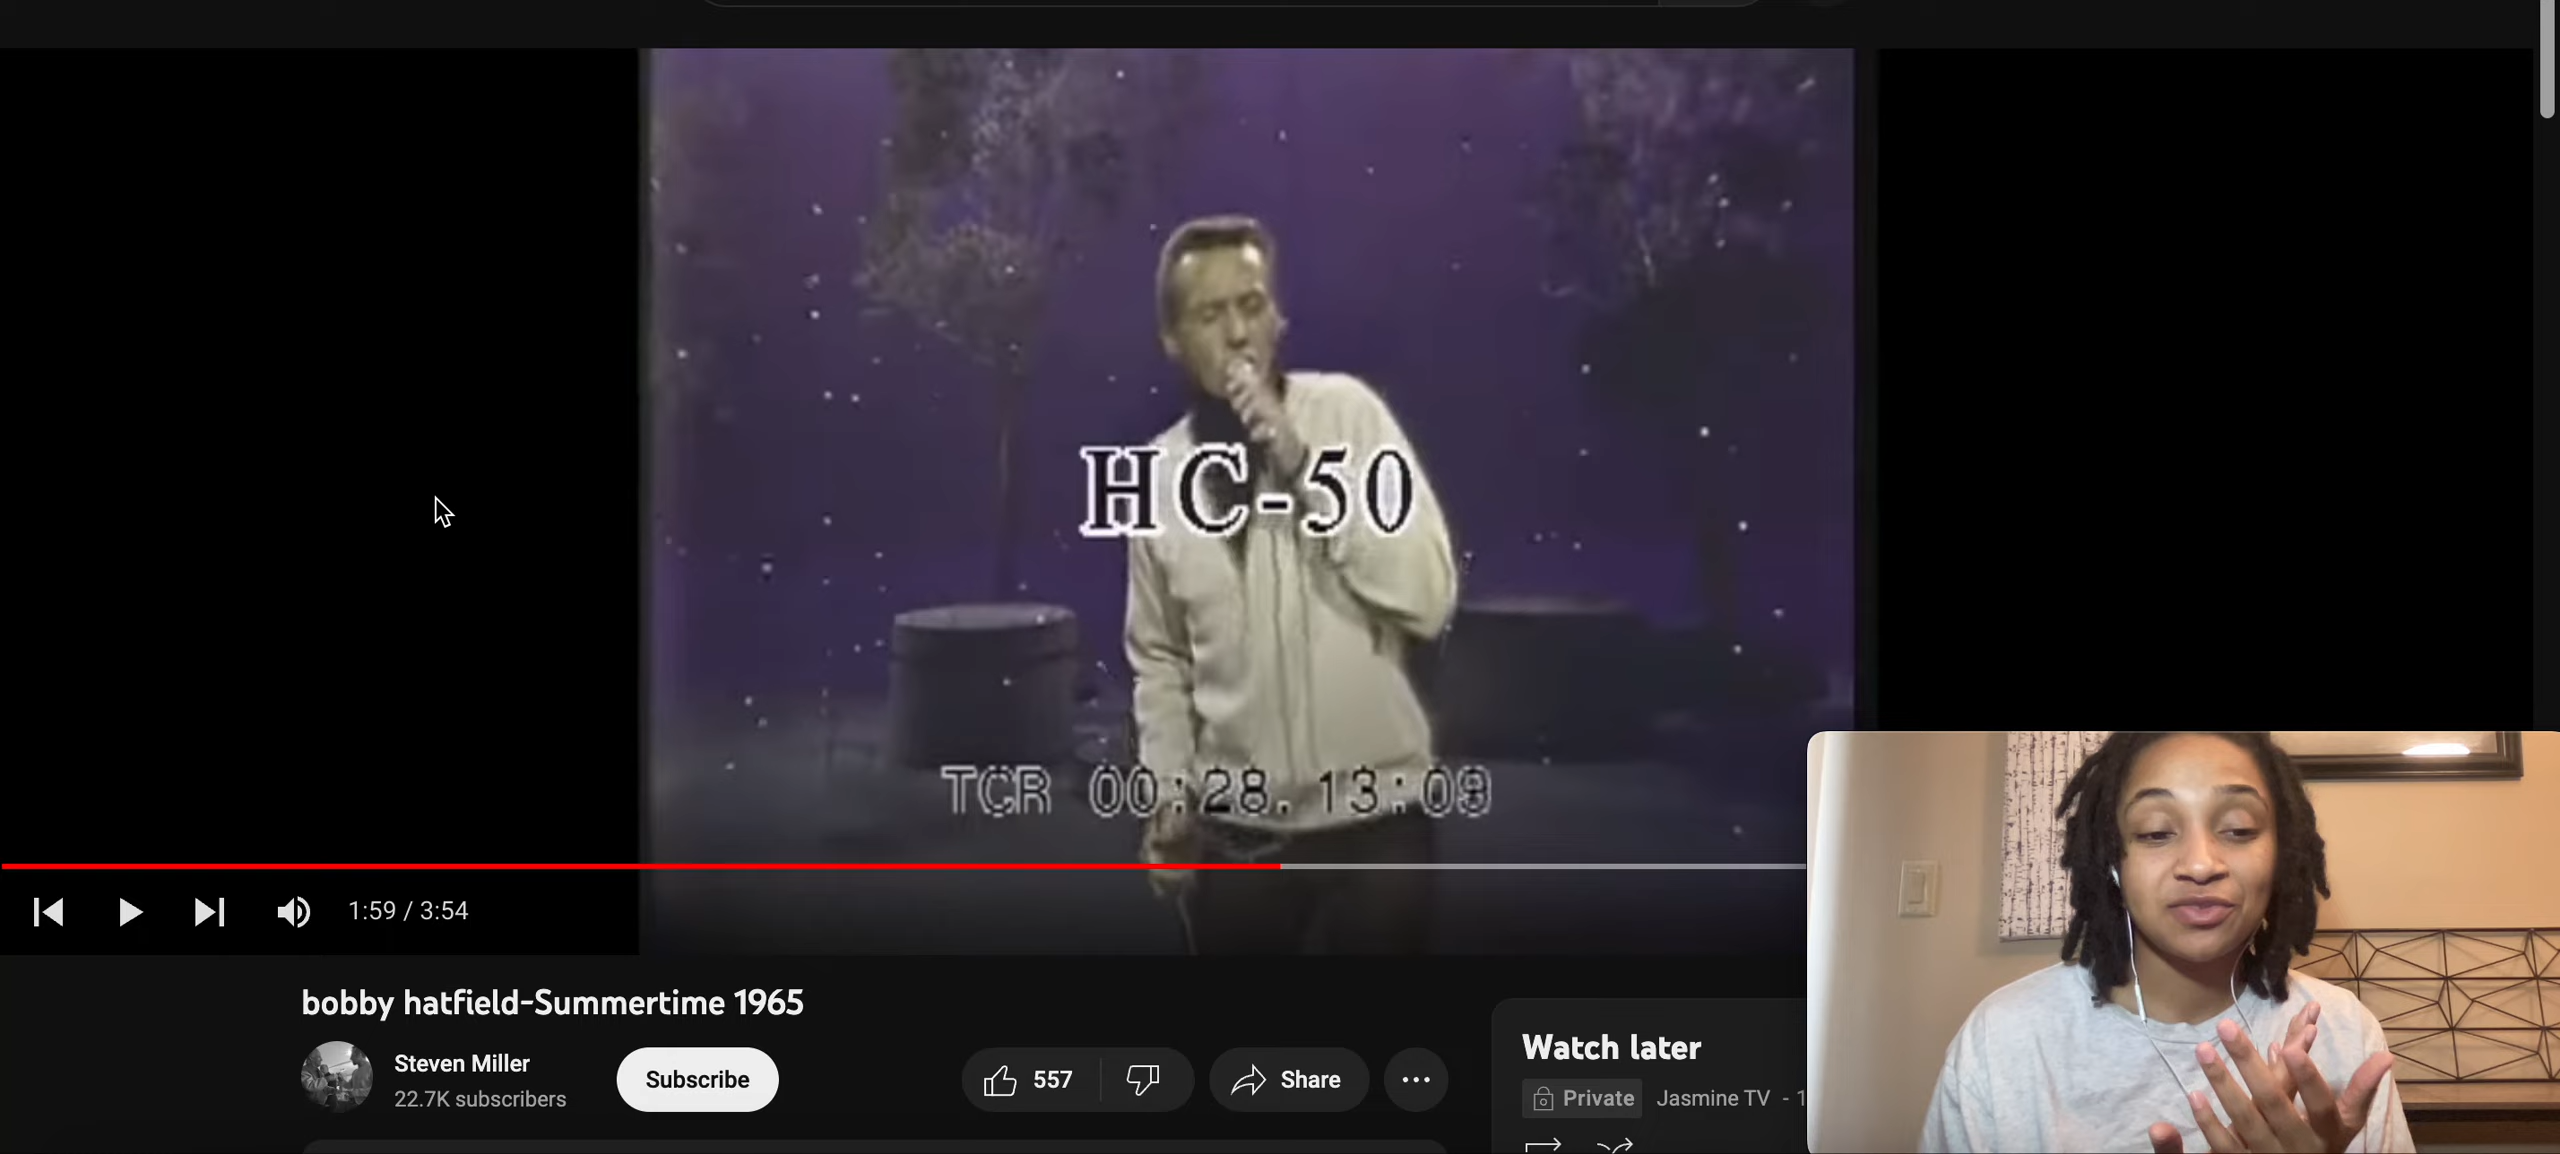 HC-50
TCR 00:28.13:09
1:59 / 3:54
bobby hatfield-Summertime 1965
Steven Miller
22.7K subscribers
Subscribe
557
Share
Watch later
Private
Jasmine TV - 1